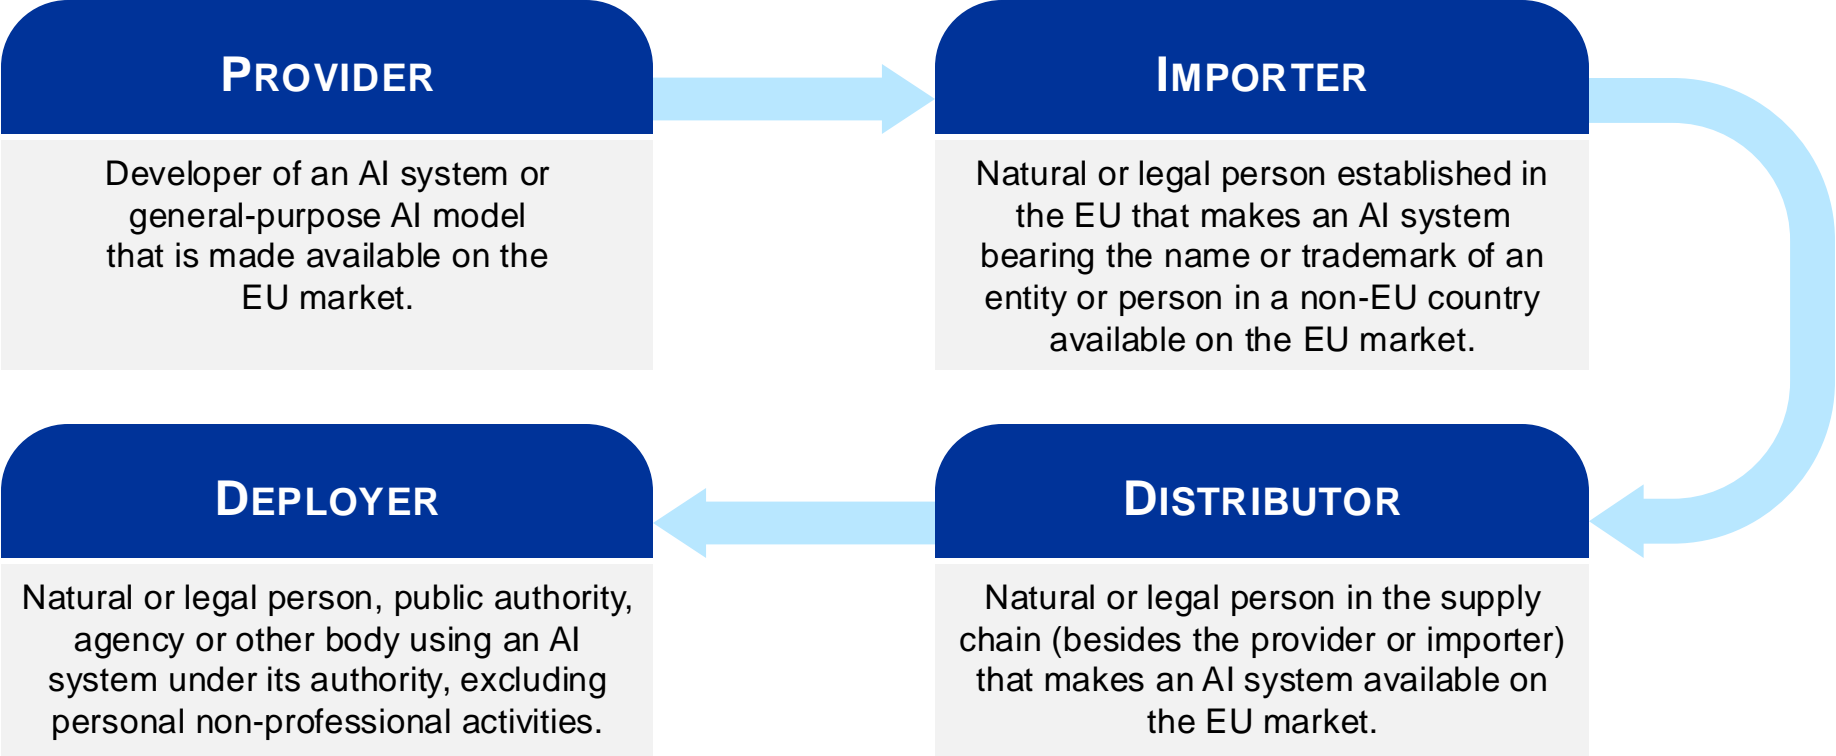 PROVIDER
Developer of an AI system or
general-purpose AI model
that is made available on the
EU market.
IMPORTER
Natural or legal person established in
the EU that makes an AI system
bearing the name or trademark of an
entity or person in a non-EU country
available on the EU market.
DISTRIBUTOR
Natural or legal person in the supply
chain (besides the provider or importer)
that makes an AI system available on
the EU market.
DEPLOYER
Natural or legal person, public authority,
agency or other body using an AI
system under its authority, excluding
personal non-professional activities.